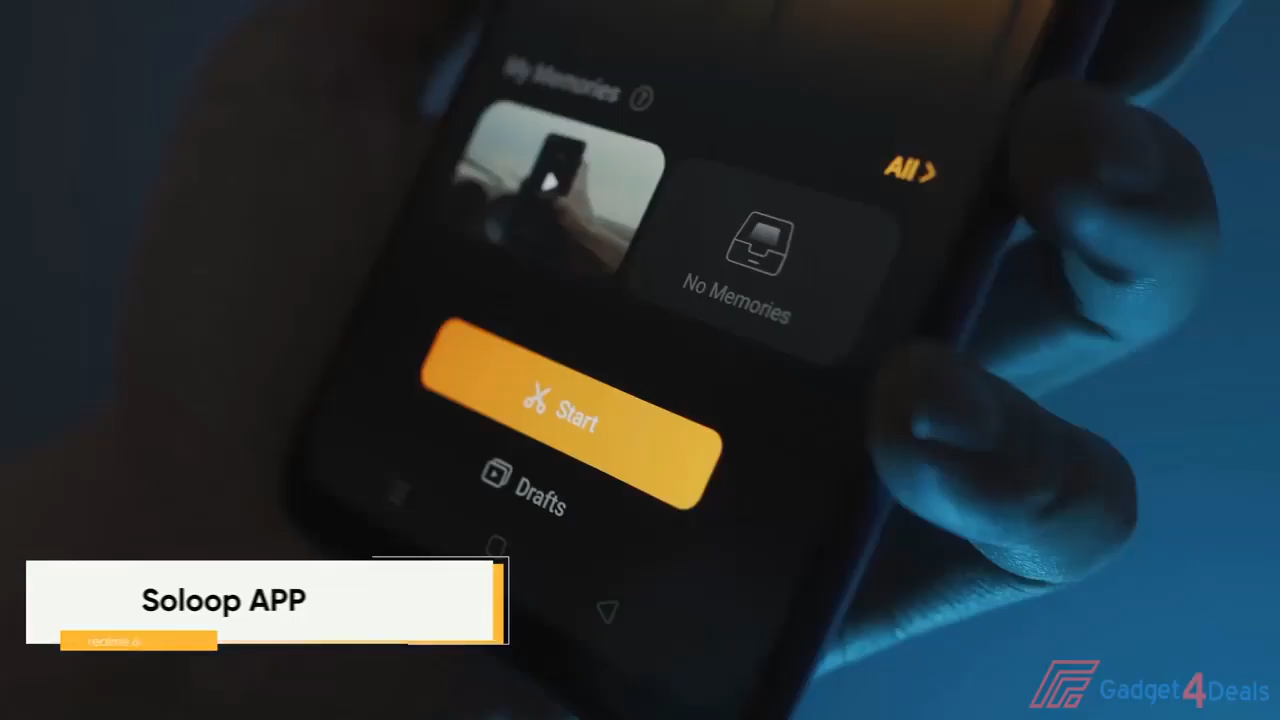 My Memories ?
All >
No Memories
Start
Drafts
Soloop APP
Gadget4Deals